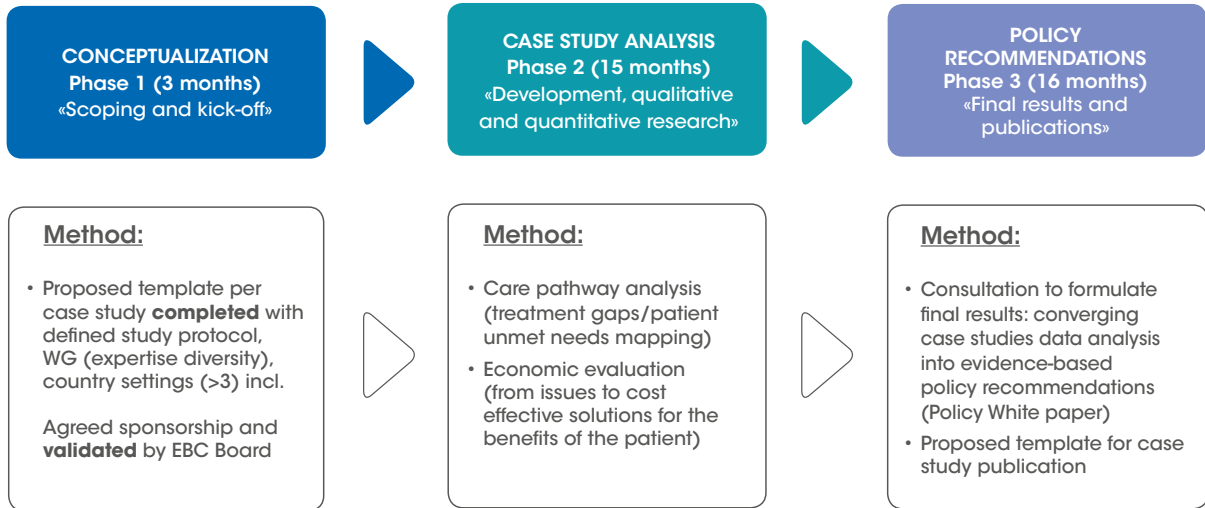 CONCEPTUALIZATION
Phase 1 (3 months)
«Scoping and kick-off»
CASE STUDY ANALYSIS
Phase 2 (15 months)
«Development, qualitative
and quantitative research»
POLICY
RECOMMENDATIONS
Phase 3 (16 months)
«Final results and
publications»
Method:
• Proposed template per
case study completed with
defined study protocol,
WG (expertise diversity),
country settings (>3) incl.
Agreed sponsorship and
validated by EBC Board
Method:
• Care pathway analysis
(treatment gaps/patient
unmet needs mapping)
• Economic evaluation
(from issues to cost
effective solutions for the
benefits of the patient)
Method:
• Consultation to formulate
final results: converging
case studies data analysis
into evidence-based
policy recommendations
(Policy White paper)
• Proposed template for case
study publication